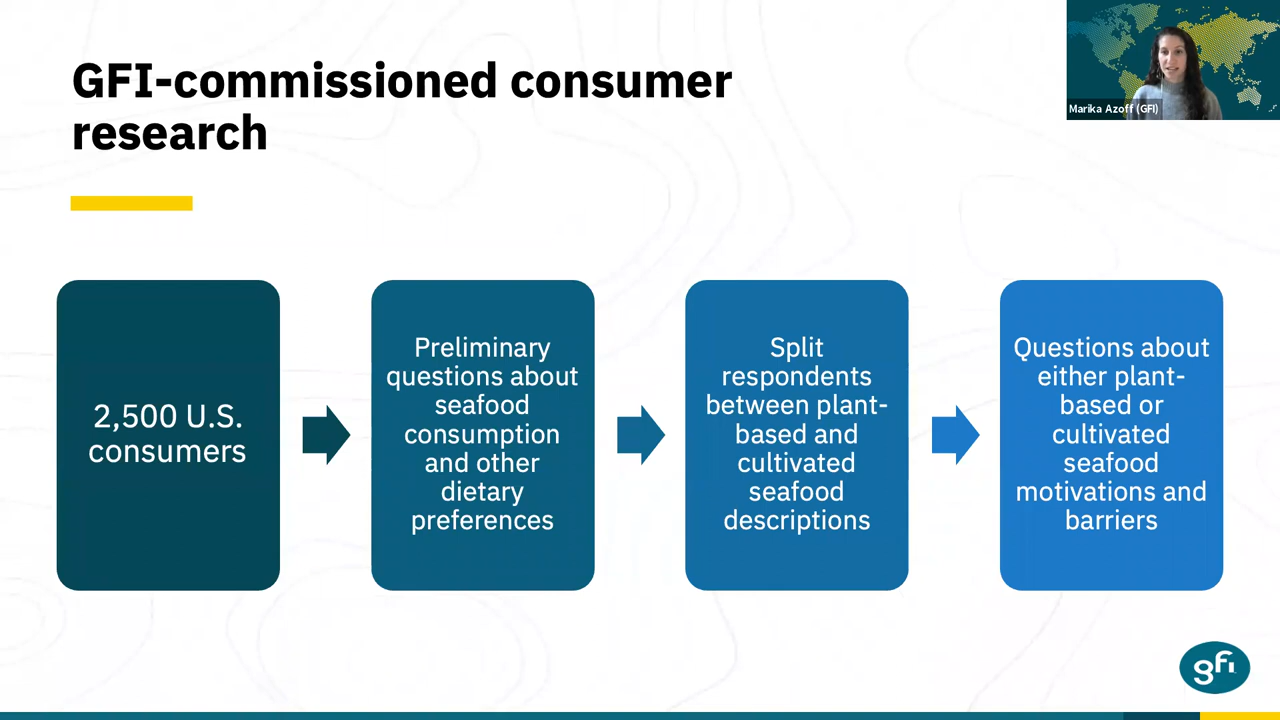 GFI-commissioned consumer
research
Marika Azoff (GFI)
2,500 U.S.
consumers
Preliminary
questions about
seafood
consumption
and other
dietary
preferences
Split
respondents
between plant-
based and
cultivated
seafood
descriptions
Questions about
either plant-
based or
cultivated
seafood
motivations and
barriers
gfi